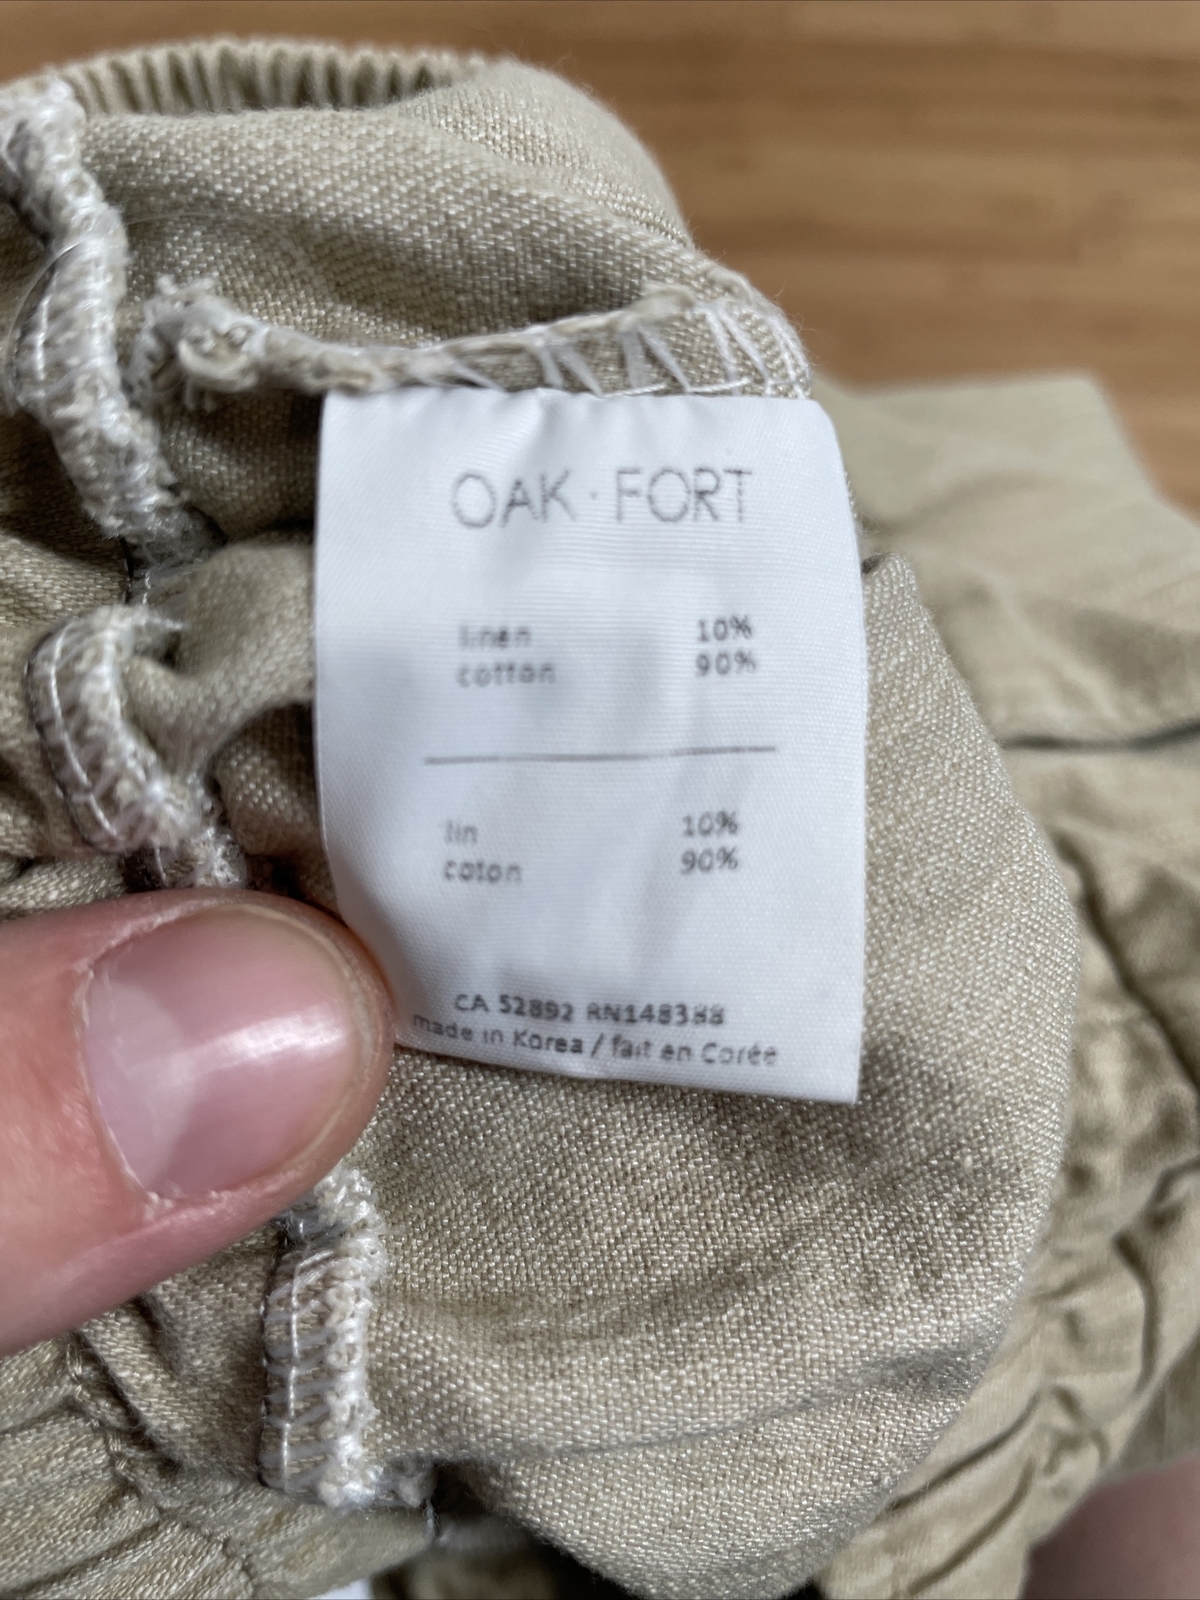 OAK · FORT
linen 10%
cotton 90%
lin 10%
coton 90%
CA 52892 RN148388
made in Korea / fait en Corée